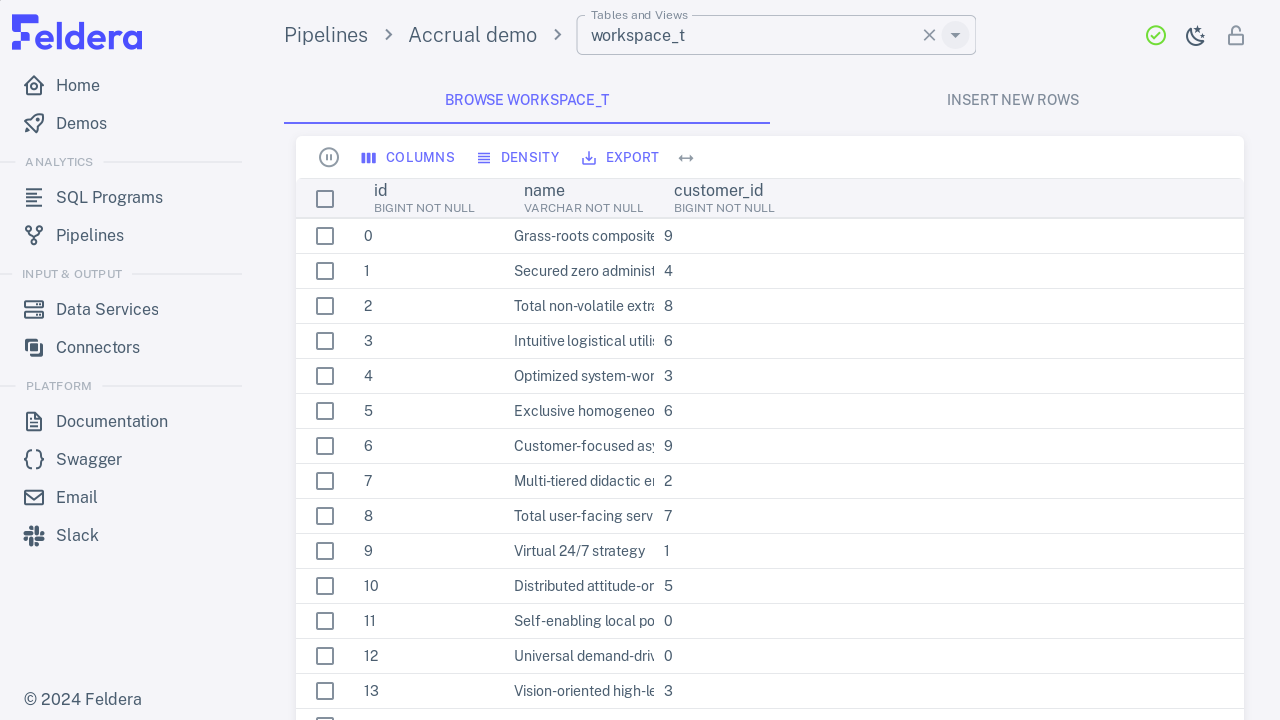 Feldera
Home
Demos
ANALYTICS
SQL Programs
Pipelines
INPUT & OUTPUT
Data Services
Connectors
PLATFORM
Documentation
Swagger
Email
Slack
© 2024 Feldera
Pipelines
Accrual demo
Tables and Views
workspace_t
BROWSE WORKSPACE_T
INSERT NEW ROWS
COLUMNS
DENSITY
EXPORT
id
BIGINT NOT NULL
name
VARCHAR NOT NULL
customer_id
BIGINT NOT NULL
0 Grass-roots composite 9
1 Secured zero administ 4
2 Total non-volatile extra 8
3 Intuitive logistical utilis 6
4 Optimized system-wor 3
5 Exclusive homogeneo 6
6 Customer-focused asy 9
7 Multi-tiered didactic e 2
8 Total user-facing serv 7
9 Virtual 24/7 strategy 1
10 Distributed attitude-or 5
11 Self-enabling local po 0
12 Universal demand-driv 0
13 Vision-oriented high-le 3